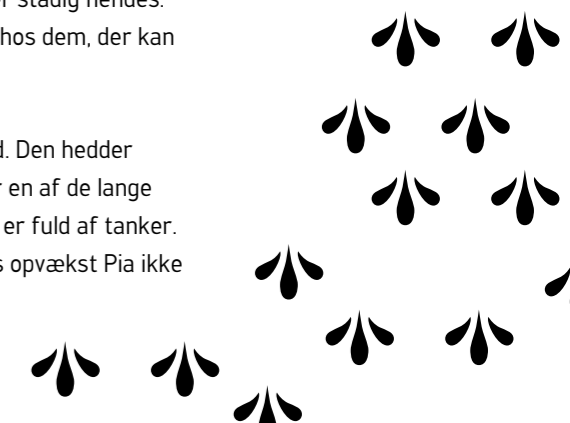 stadig hendes.
hos dem, der kan
. Den hedder
en af de lange
er fuld af tanker.
opvækst Pia ikke